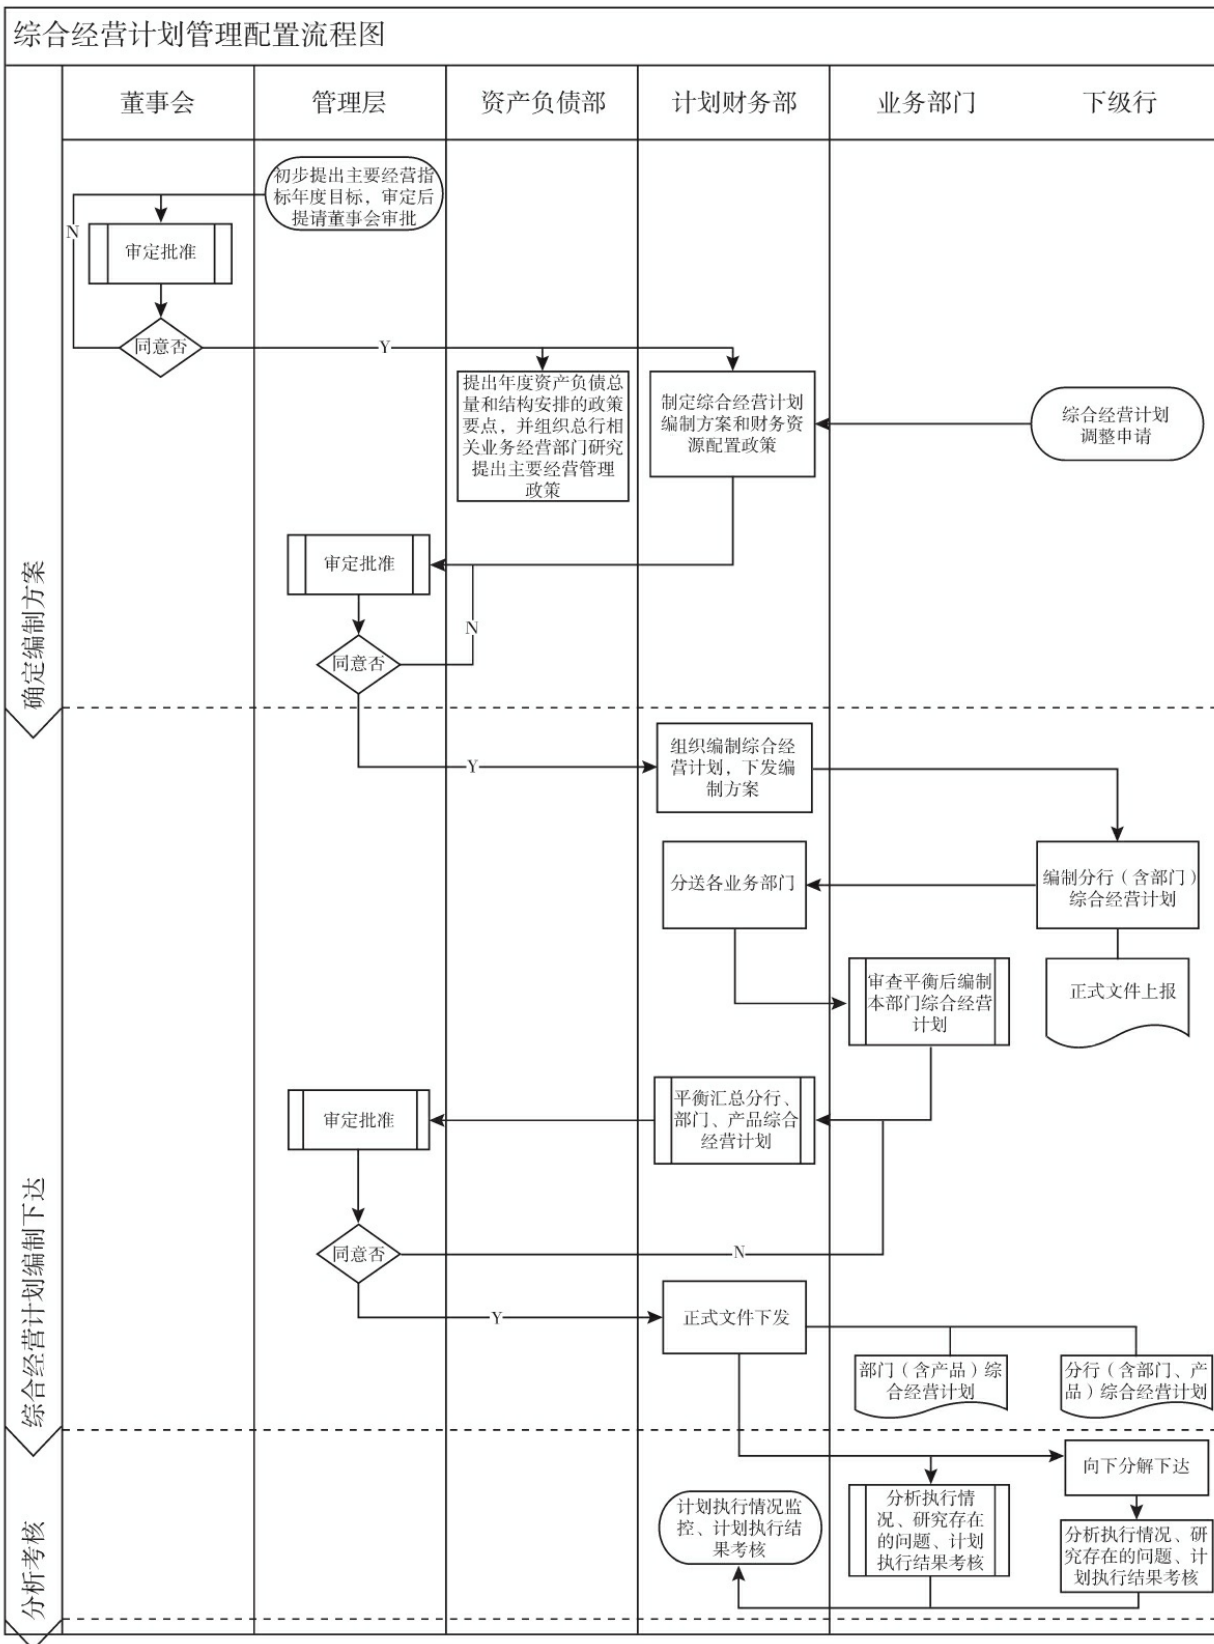 综合经营计划管理配置流程图
董事会
管理层
资产负债部
计划财务部
业务部门
下级行
初步提出主要经营指
标年度目标，审定后
提请董事会审批
N
审定批准
同意否
Y
提出年度资产负债总
量和结构安排的政策
要点，并组织总行相
关业务经营部门研究
提出主要经营管理
政策
制定综合经营计划
编制方案和财务资
源配置政策
综合经营计划
调整申请
审定批准
N
同意否
确定编制方案
Y
组织编制综合经
营计划，下发编
制方案
分送各业务部门
编制分行（含部门）
综合经营计划
审查平衡后编制
本部门综合经营
计划
正式文件上报
审定批准
平衡汇总分行、
部门、产品综合
经营计划
同意否
N
Y
正式文件下发
部门（含产品）综
合经营计划
分行（含部门、产
品）综合经营计划
综合经营计划编制下达
向下分解下达
计划执行情况监
控、计划执行结
果考核
分析执行情
况、研究存在
的问题、计划
执行结果考核
分析执行情况、研
究存在的问题、计
划执行结果考核
分析考核